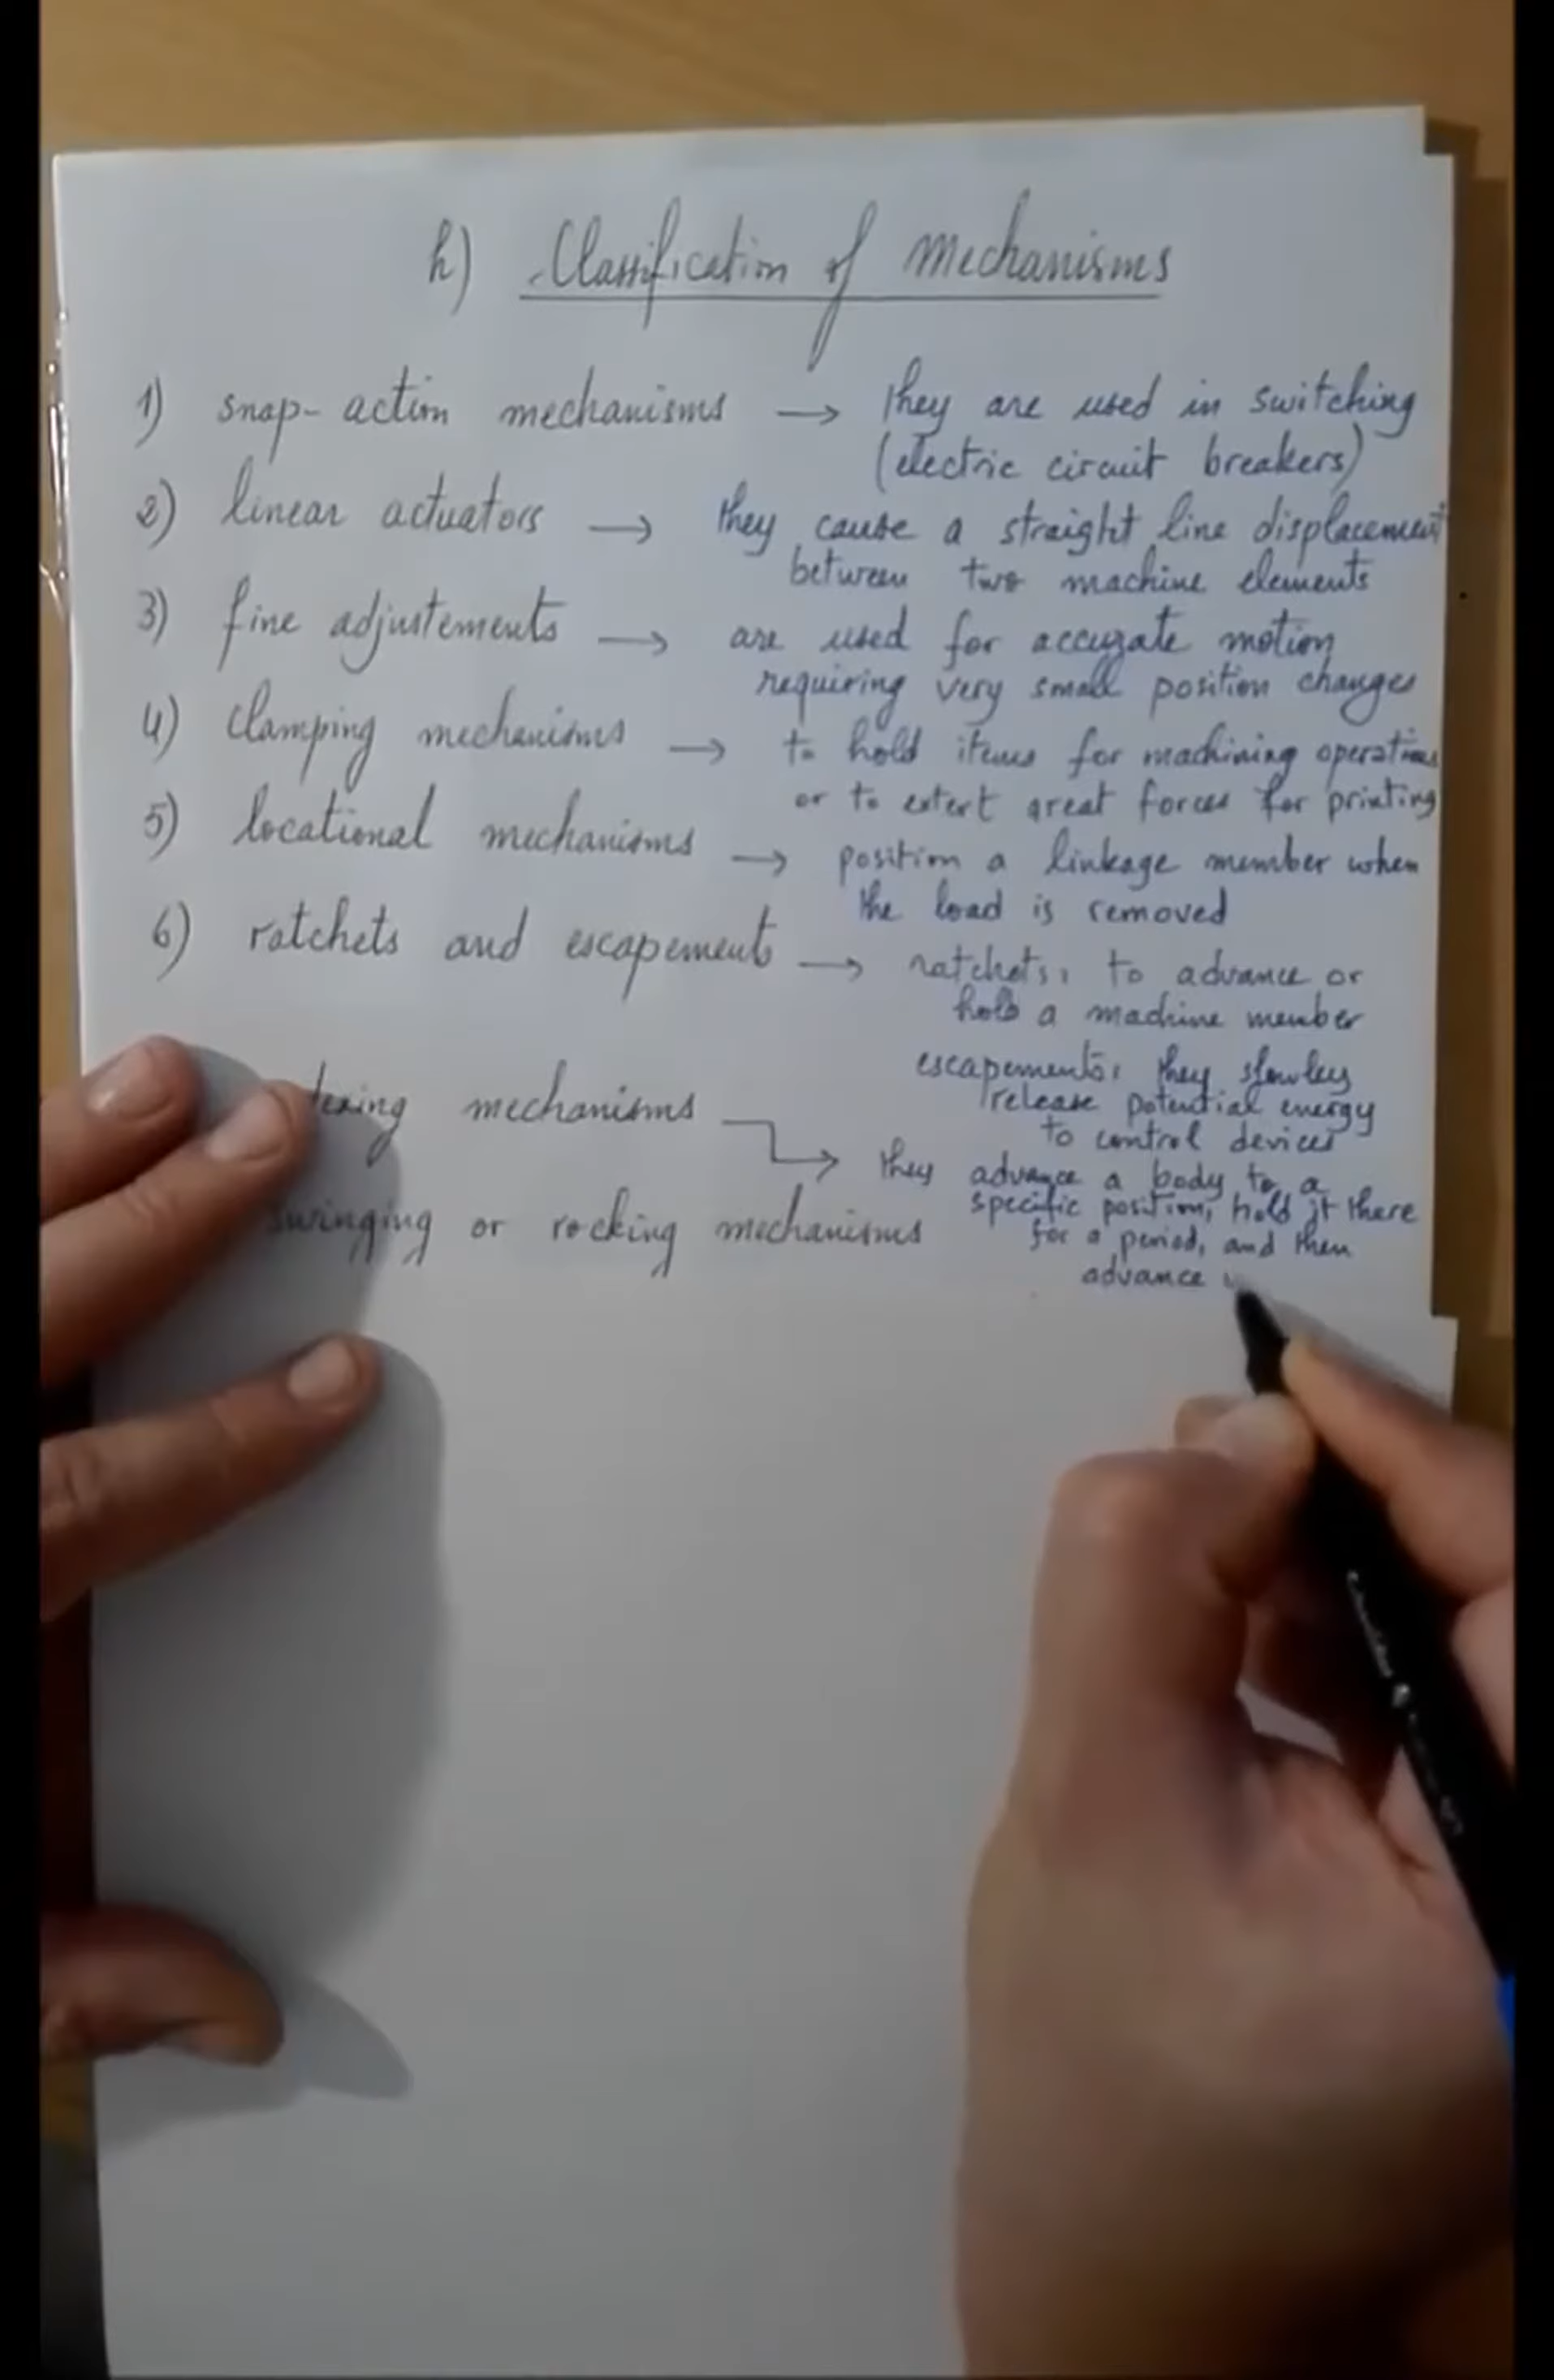 h) Classification of mechanisms
1) snap-action mechanisms → they are used in switching
(electric circuit breakers)
2) linear actuators → they cause a straight line displacement
between two machine elements
3) fine adjustements → are used for accurate motion
requiring very small position changes
4) clamping mechanisms → to hold items for machining operations
or to extert great forces for printing
5) locational mechanisms → position a linkage member when
the load is removed
6) ratchets and escapements → ratchets: to advance or
hold a machine member
escapements: they slowley
release potential energy
to control devices
mechanisms → they advance a body to a
specific position, hold it there
for a period, and then
advance
swinging or rocking mechanisms